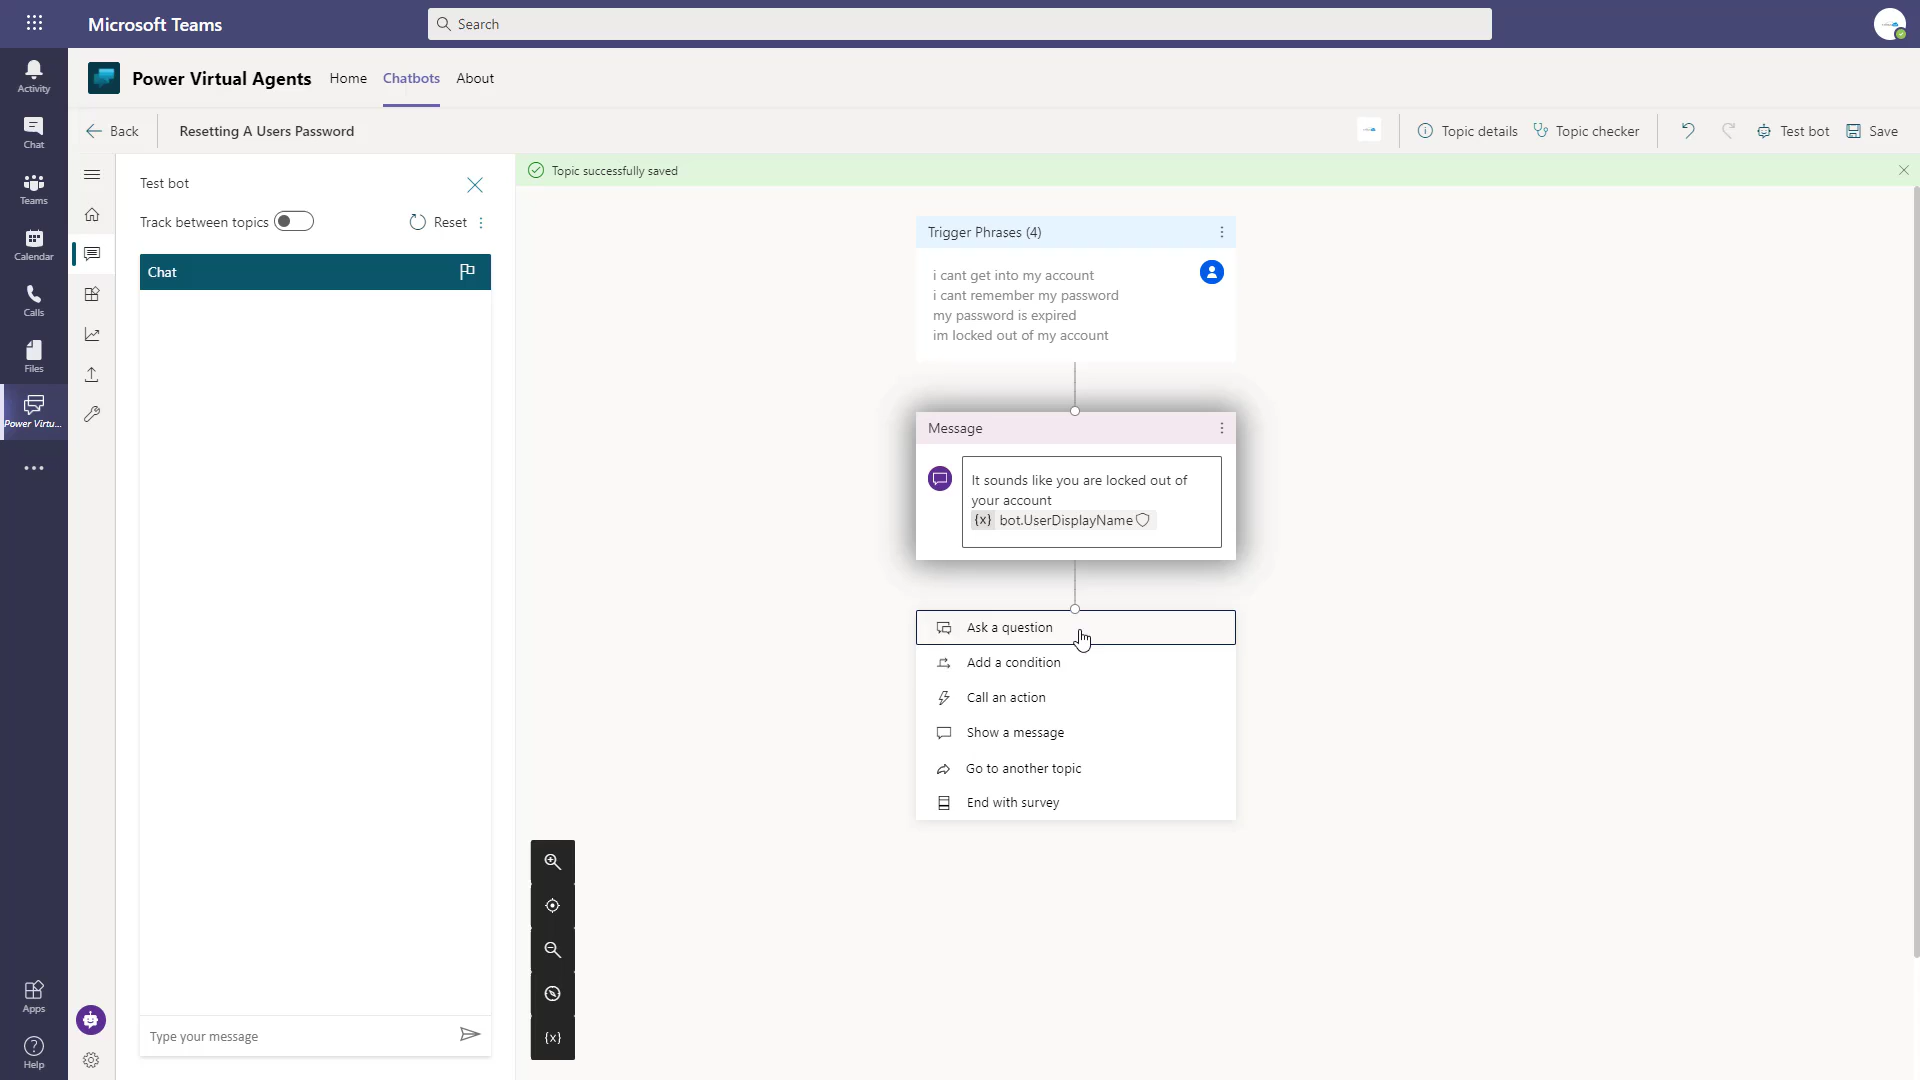 Microsoft Teams
Search
Activity
Chat
Teams
Calendar
Calls
Files
Power Virtu...
Apps
Help
Power Virtual Agents
Home
Chatbots
About
Back
Resetting A Users Password
Topic details
Topic checker
Test bot
Save
Test bot
Track between topics
Reset
Chat
Type your message
Topic successfully saved
Trigger Phrases (4)
i cant get into my account
i cant remember my password
my password is expired
im locked out of my account
Message
It sounds like you are locked out of
your account
{x} bot.UserDisplayName
Ask a question
Add a condition
Call an action
Show a message
Go to another topic
End with survey
{x}